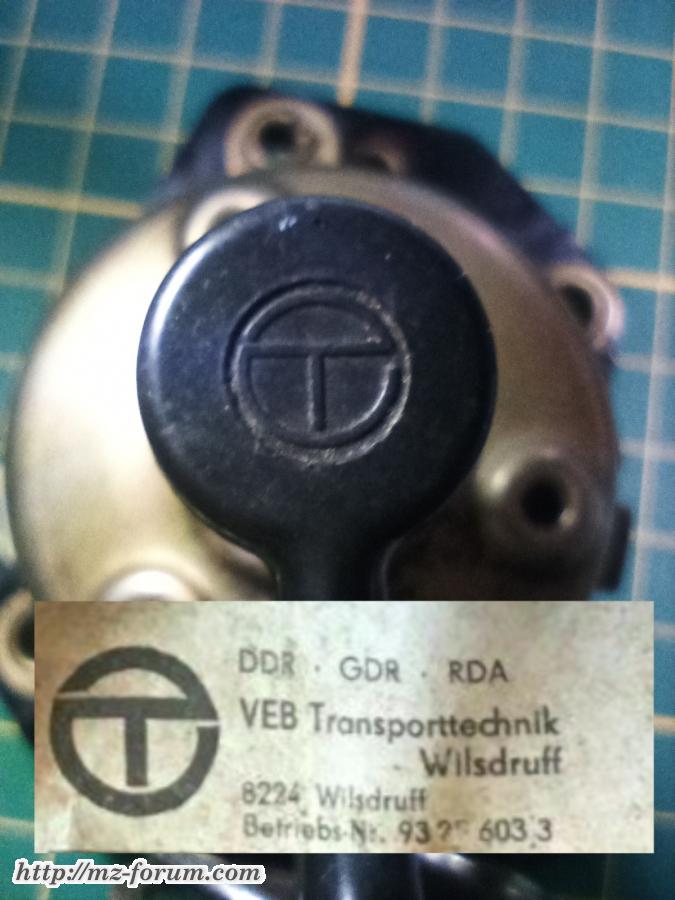 DDR · GDR · RDA
VEB Transporttechnik
Wilsdruff
8224 Wilsdruff
Betriebs-Nr. 93 603 3
http://mz-forum.com